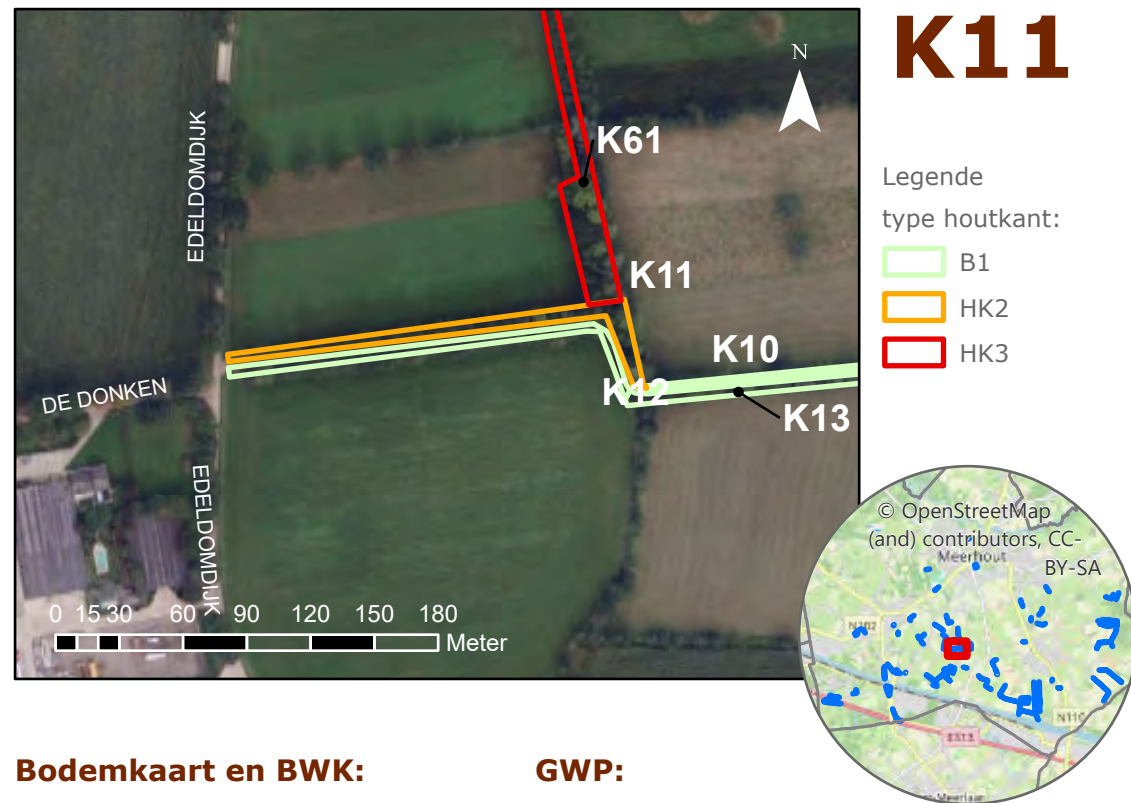 K11
N
K61
EDELDOMDIJK
K11
K10
DE DONKEN
K12
K13
EDELDOMDIJK
0 15 30 60 90 120 150 180
Meter
Legende
type houtkant:
B1
HK2
HK3
© OpenStreetMap
(and) contributors, CC-
BY-SA
Meerhout
N110
E313
Bodemkaart en BWK:
GWP: